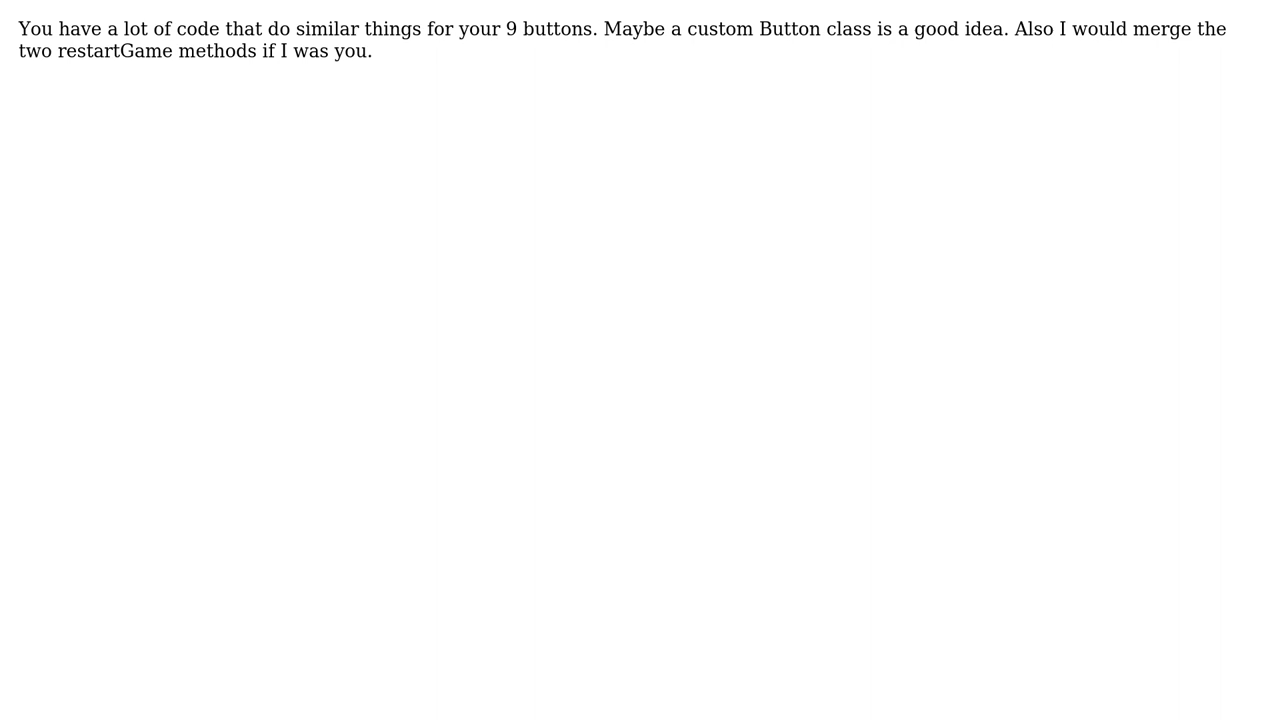 You have a lot of code that do similar things for your 9 buttons. Maybe a custom Button class is a good idea. Also I would merge the
two restartGame methods if I was you.